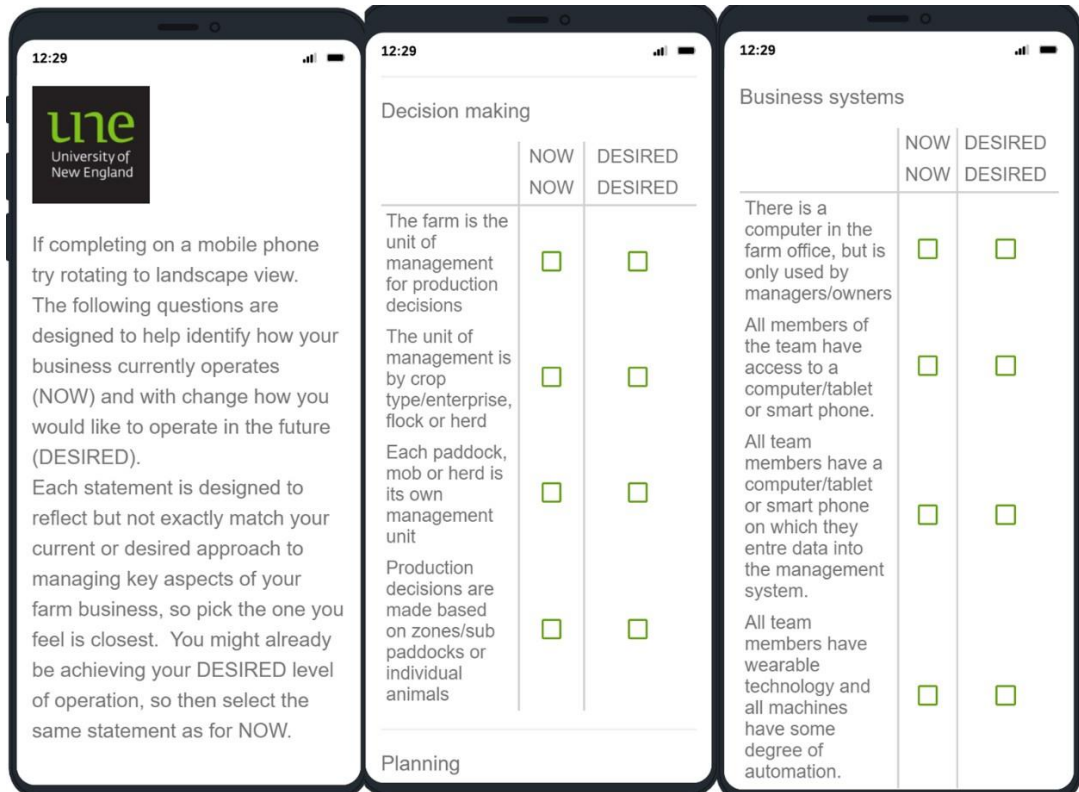 12:29
une
University of
New England
If completing on a mobile phone
try rotating to landscape view.
The following questions are
designed to help identify how your
business currently operates
(NOW) and with change how you
would like to operate in the future
(DESIRED).
Each statement is designed to
reflect but not exactly match your
current or desired approach to
managing key aspects of your
farm business, so pick the one you
feel is closest.  You might already
be achieving your DESIRED level
of operation, so then select the
same statement as for NOW.
12:29
Decision making
NOW DESIRED
NOW DESIRED
The farm is the
unit of
management
for production
decisions
The unit of
management is
by crop
type/enterprise,
flock or herd
Each paddock,
mob or herd is
its own
management
unit
Production
decisions are
made based
on zones/sub
paddocks or
individual
animals
Planning
12:29
Business systems
NOW DESIRED
NOW DESIRED
There is a
computer in the
farm office, but is
only used by
managers/owners
All members of
the team have
access to a
computer/tablet
or smart phone.
All team
members have a
computer/tablet
or smart phone
on which they
entre data into
the management
system.
All team
members have
wearable
technology and
all machines
have some
degree of
automation.